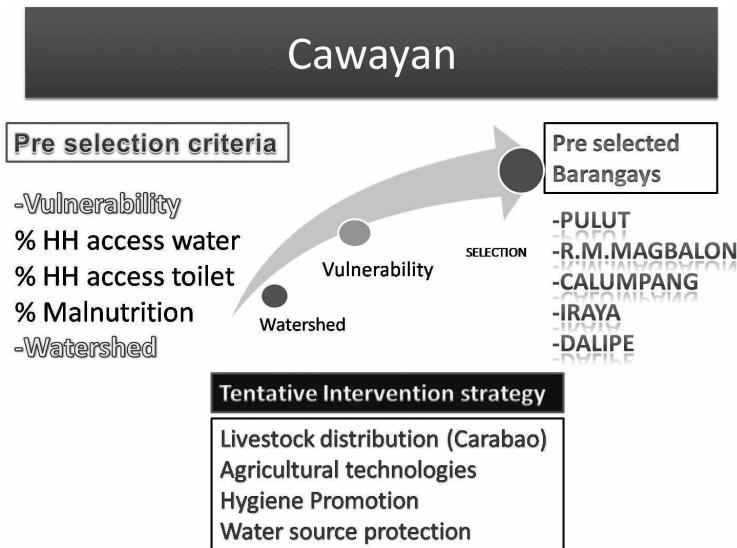 Cawayan
Pre selection criteria
-Vulnerability
% HH access water
% HH access toilet
% Malnutrition
-Watershed
Watershed
Vulnerability
SELECTION
Pre selected
Barangays
-PULUT
-R.M.MAGBALON
-CALUMPANG
-IRAYA
-DALIPE
Tentative Intervention strategy
Livestock distribution (Carabao)
Agricultural technologies
Hygiene Promotion
Water source protection